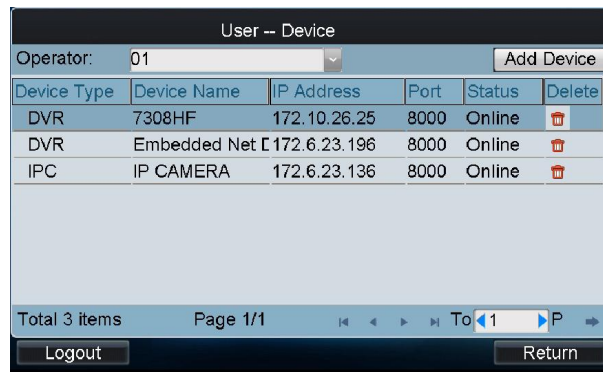 User -- Device
Operator: 01 Add Device
Device Type Device Name IP Address Port Status Delete
DVR 7308HF 172.10.26.25 8000 Online
DVR Embedded Net D 172.6.23.196 8000 Online
IPC IP CAMERA 172.6.23.136 8000 Online
Total 3 items Page 1/1 To 1 P
Logout Return